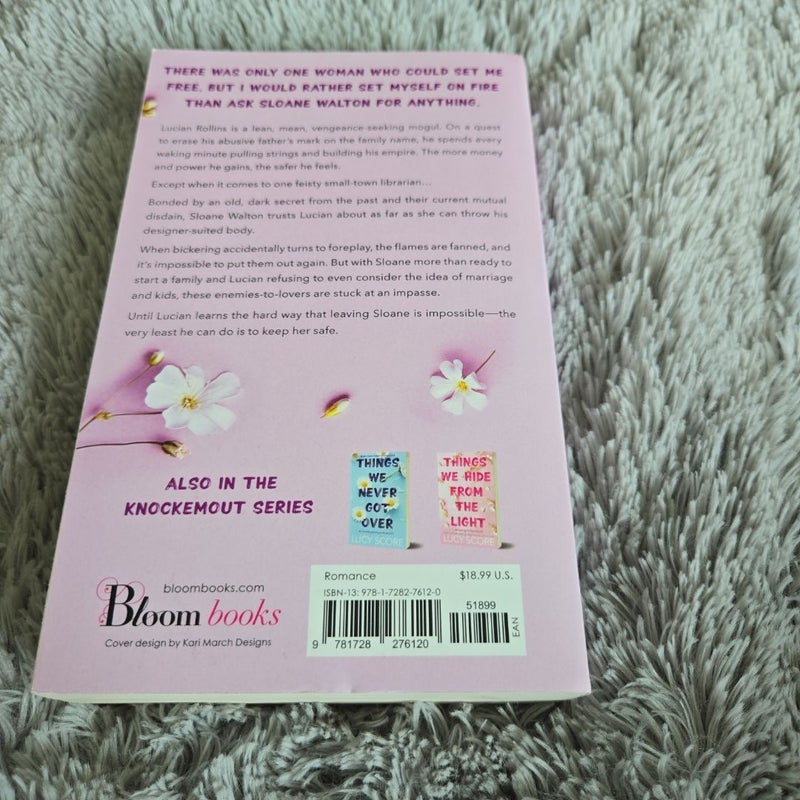 THERE WAS ONLY ONE WOMAN WHO COULD SET ME
FREE, BUT I WOULD RATHER SET MYSELF ON FIRE
THAN ASK SLOANE WALTON FOR ANYTHING.
Lucian Rollins is a lean, mean, vengeance-seeking mogul. On a quest
to erase his abusive father's mark on the family name, he spends every
waking minute pulling strings and building his empire. The more money
and power he gains, the safer he feels.
Except when it comes to one feisty small-town librarian...
Bonded by an old, dark secret from the past and their current mutual
disdain, Sloane Walton trusts Lucian about as far as she can throw his
designer-suited body.
When bickering accidentally turns to foreplay, the flames are fanned, and
it's impossible to put them out again. But with Sloane more than ready to
start a family and Lucian refusing to even consider the idea of marriage
and kids, these enemies-to-lovers are stuck at an impasse.
Until Lucian learns the hard way that leaving Sloane is impossible—the
very least he can do is to keep her safe.
ALSO IN THE
KNOCKEMOUT SERIES
THINGS
WE
NEVER
GOT
OVER
LUCY SCORE
THINGS
WE HIDE
FROM
THE
LIGHT
LUCY SCORE
bloombooks.com
Bloom books
Cover design by Kari March Designs
Romance $18.99 U.S.
ISBN-13: 978-1-7282-7612-0
51899
EAN
9 781728 276120